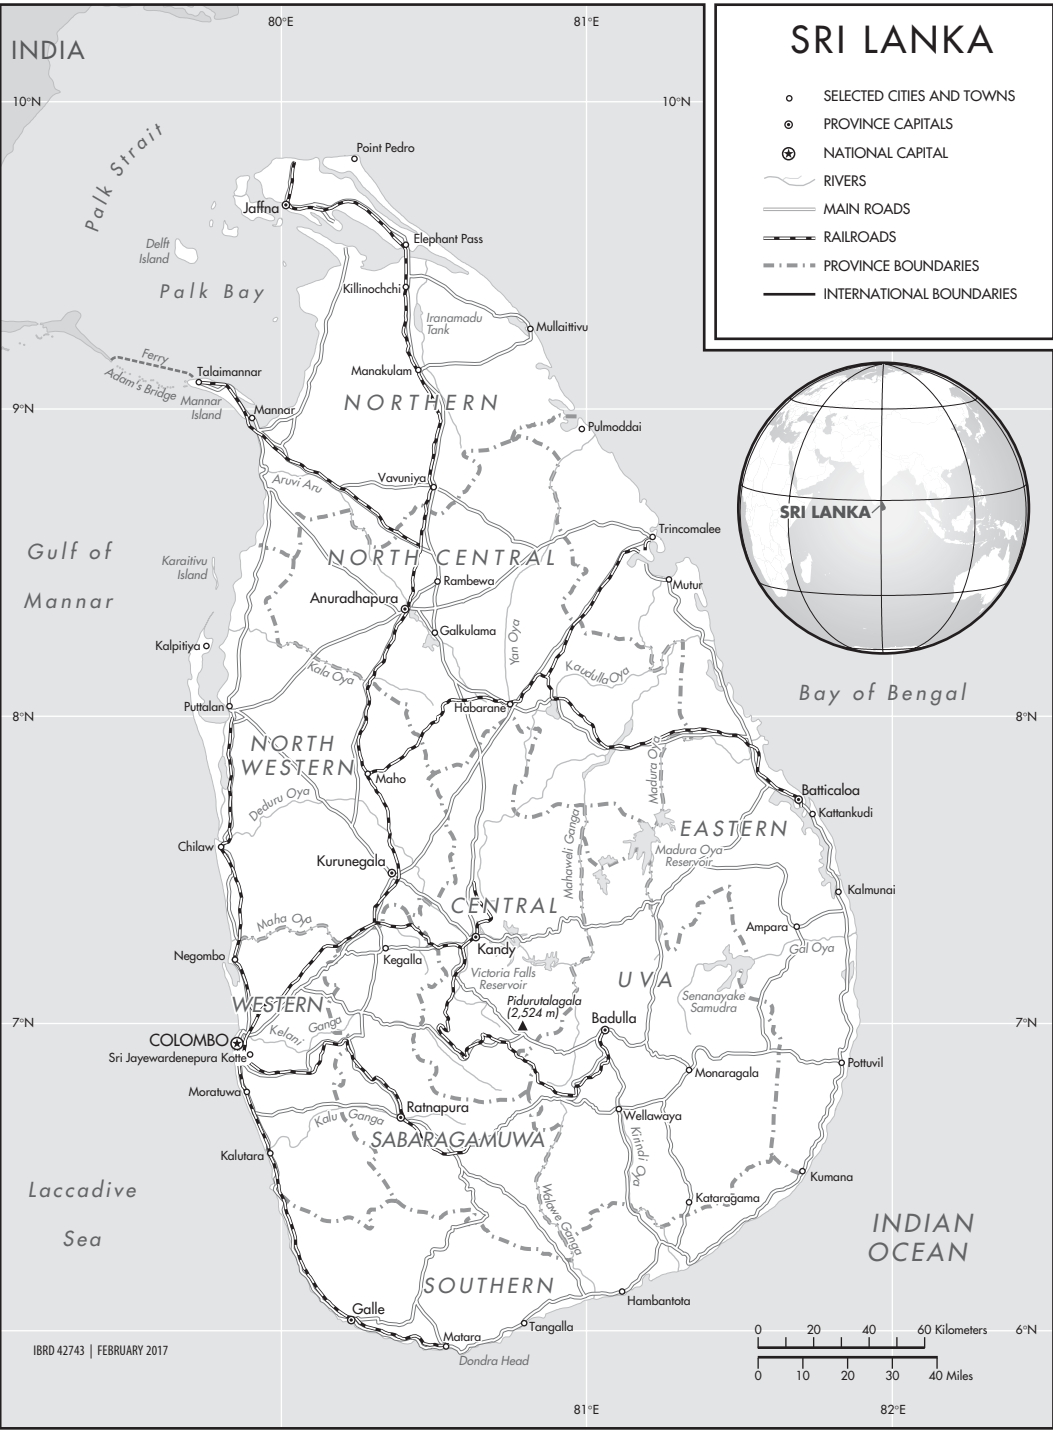 80°E
81°E
INDIA
SRI LANKA
SELECTED CITIES AND TOWNS
PROVINCE CAPITALS
NATIONAL CAPITAL
RIVERS
MAIN ROADS
RAILROADS
PROVINCE BOUNDARIES
INTERNATIONAL BOUNDARIES
10°N
10°N
Palk Strait
Point Pedro
Jaffna
Elephant Pass
Delft
Island
Palk Bay
Killinochchi
Iranamadu
Tank
Mullaittivu
Ferry
Adam's Bridge
Talaimannar
Manakulam
Mannar
Island
Mannar
9°N
NORTHERN
Pulmoddai
Vavuniya
Aruvi Aru
SRI LANKA
Trincomalee
Gulf of
Mannar
Karaitivu
Island
NORTH CENTRAL
Rambewa
Mutur
Anuradhapura
Galkulama
Kalpitiya
Yan Oya
Kala Oya
Kaudulla Oya
Bay of Bengal
Puttalan
Habarane
8°N
8°N
NORTH
WESTERN
Maho
Madura Oya
Batticaloa
Kattankudi
Deduru Oya
EASTERN
Chilaw
Kurunegala
Mahaweli Ganga
Madura Oya
Reservoir
Kalmunai
CENTRAL
Maha Oya
Ampara
Gal Oya
Negombo
Kegalla
Kandy
Victoria Falls
Reservoir
UVA
Senanayake
Samudra
WESTERN
Pidurutalagala
(2,524 m)
7°N
7°N
Kelani Ganga
Badulla
COLOMBO
Sri Jayewardenepura Kotte
Monaragala
Pottuvil
Moratuwa
Ratnapura
Kalu Ganga
Wellawaya
SABARAGAMUWA
Kirindi Oya
Kalutara
Kumana
Laccadive
Sea
Walawe Ganga
Kataragama
INDIAN
OCEAN
SOUTHERN
Hambantota
Galle
Tangalla
Matara
Dondra Head
0 20 40 60 Kilometers
0 10 20 30 40 Miles
6°N
IBRD 42743 | FEBRUARY 2017
81°E
82°E